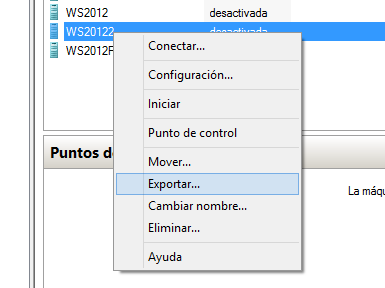 WS2012 desactivada
WS20122 desactivada
WS2012F
Conectar...
Configuración...
Iniciar
Punto de control
Puntos de
Mover...
Exportar...
La máqu
Cambiar nombre...
Eliminar...
Ayuda